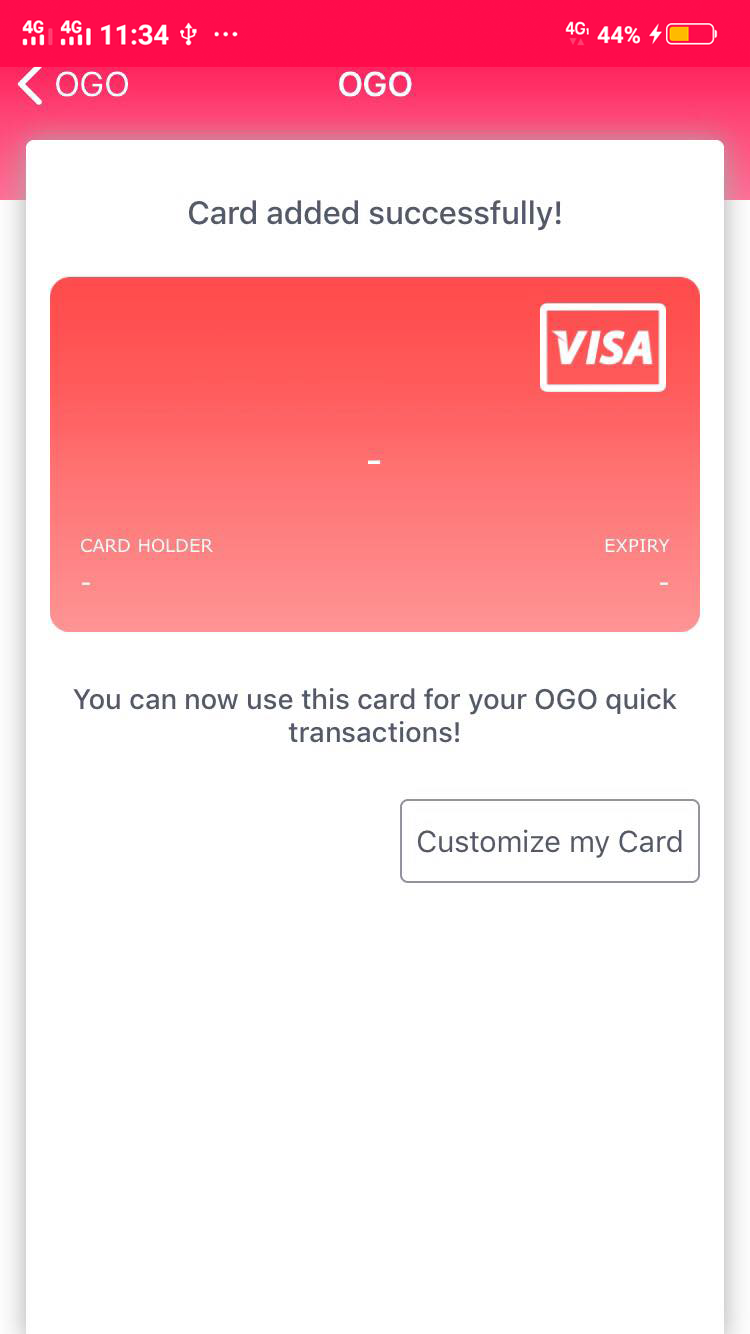 4G 4G 11:34 ... 4G 44%
OGO OGO
Card added successfully!
VISA
-
CARD HOLDER EXPIRY
- -
You can now use this card for your OGO quick
transactions!
Customize my Card